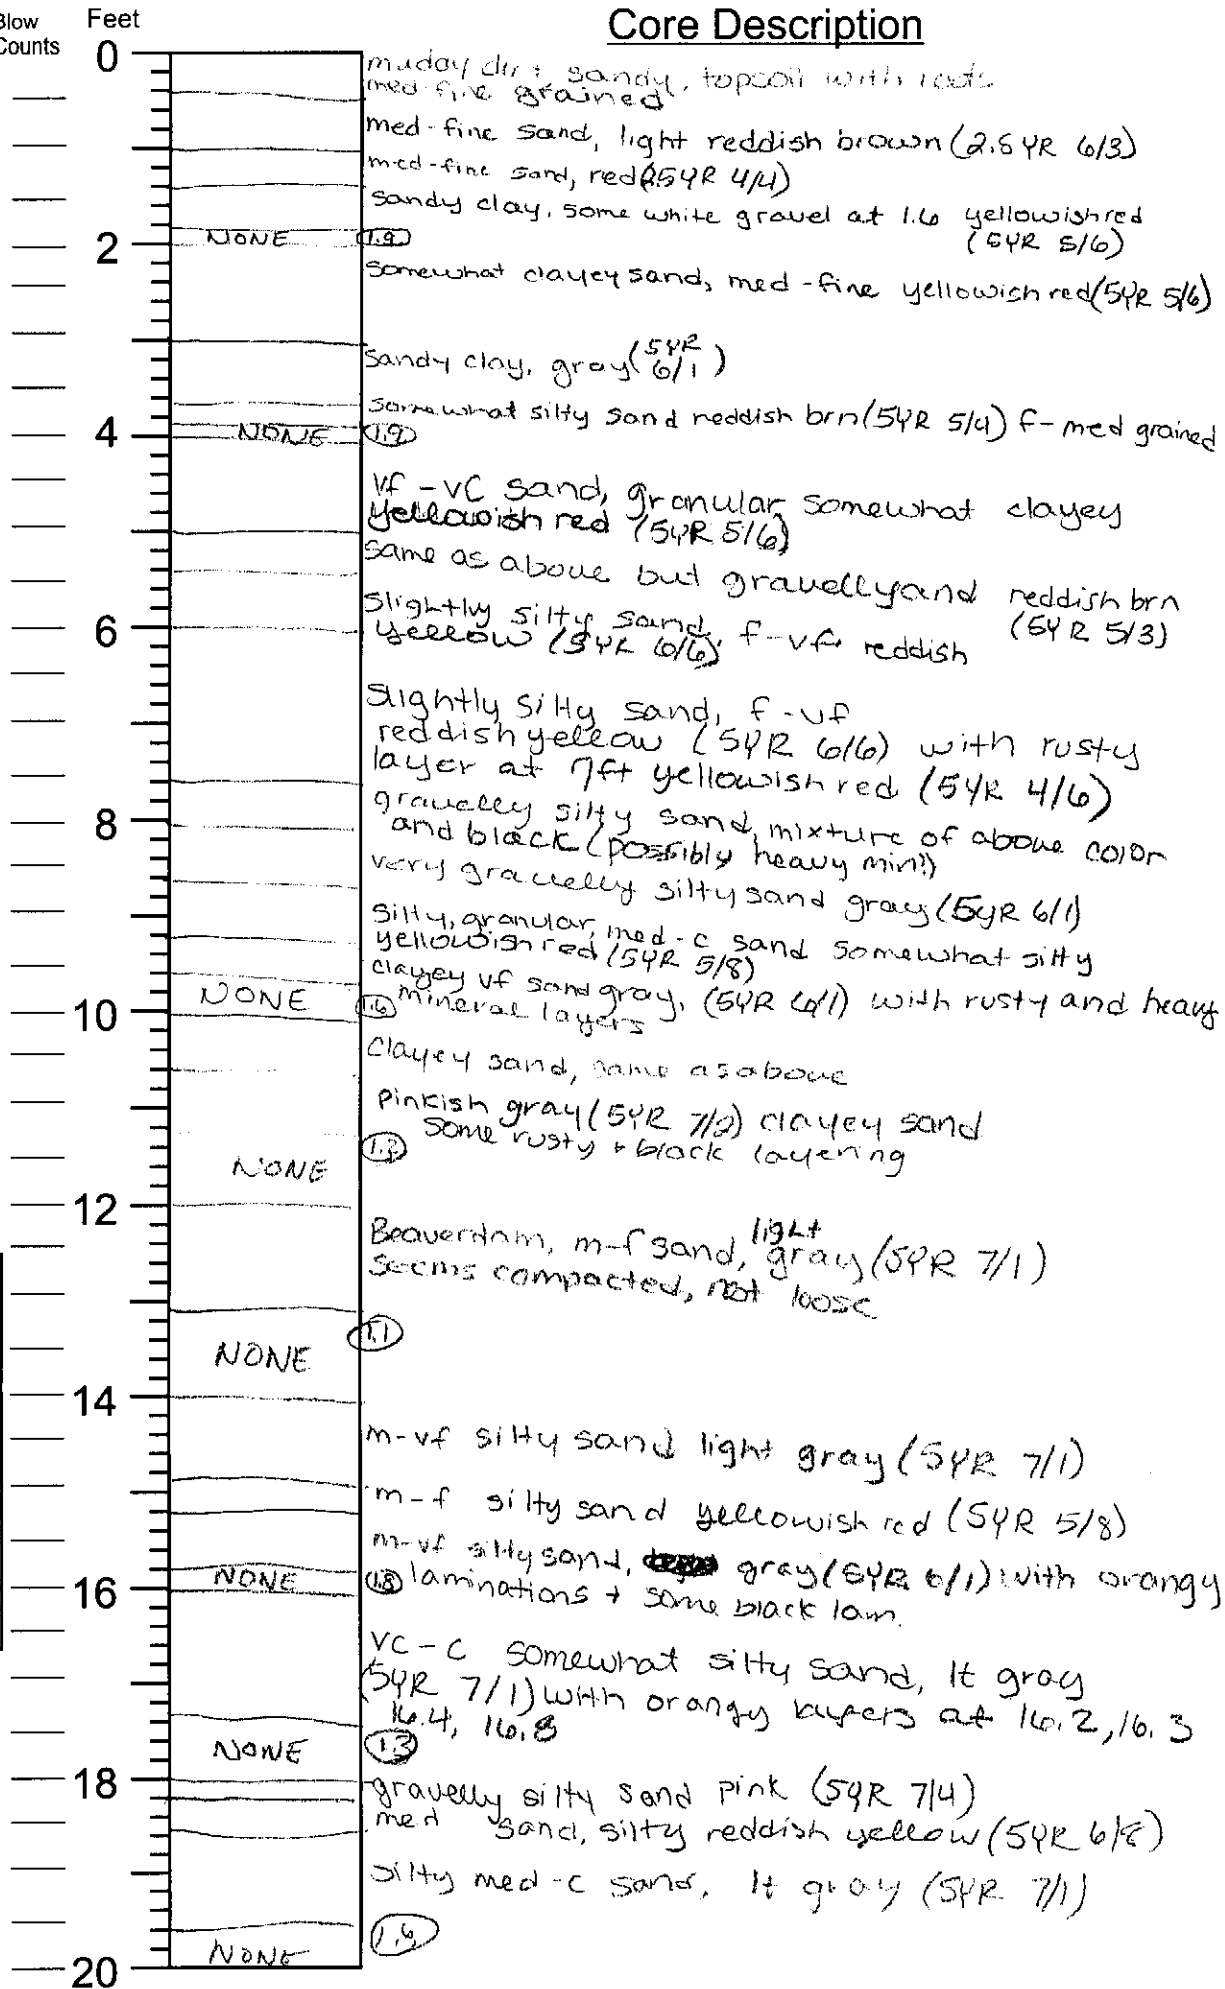 Blow
Counts
Feet
Core Description
0
muddy dirt, sandy, topsoil with roots
med-fine grained
med-fine sand, light reddish brown (2.5 YR 6/3)
med-fine sand, red (2.5YR 4/4)
sandy clay, some white gravel at 1.6 yellowish red
(5YR 5/6)
2
NONE
1.9
somewhat clayey sand, med-fine yellowish red (5YR 5/6)
sandy clay, gray (5YR
6/1)
somewhat silty sand reddish brn (5YR 5/4) f-med grained
4
NONE
1.9
vf-vc sand, granular somewhat clayey
yellowish red (5YR 5/6)
same as above but gravelly and reddish brn
(5YR 5/3)
slightly silty sand, f-vf, reddish
yellow (5YR 6/6)
6
Slightly silty sand, f-vf
reddish yellow (5YR 6/6) with rusty
layer at 7ft yellowish red (5YR 4/6)
gravelly silty sand, mixture of above color
and black (possibly heavy min?)
8
very gravelly silty sand gray (5YR 6/1)
silty, granular, med-c sand somewhat silty
yellowish red (5YR 5/8)
clayey vf sand gray, (5YR 6/1) with rusty and heavy
mineral layers
NONE
1.6
10
clayey sand, same as above
pinkish gray (5YR 7/2) clayey sand
some rusty + black layering
1.2
NONE
12
Beaverdam, m-f sand, light gray (5YR 7/1)
seems compacted, not loose
1.1
NONE
14
m-vf silty sand light gray (5YR 7/1)
m-f silty sand yellowish red (5YR 5/8)
m-vf silty sand, gray (5YR 6/1) with orangy
laminations + some black lam.
NONE
1.8
16
vc-c somewhat silty sand, lt gray
(5YR 7/1) with orangy layers at 16.2, 16.3
16.4, 16.8
NONE
1.3
18
gravelly silty sand pink (5YR 7/4)
med sand, silty reddish yellow (5YR 6/8)
silty med-c sand, lt gray (5YR 7/1)
1.6
NONE
20